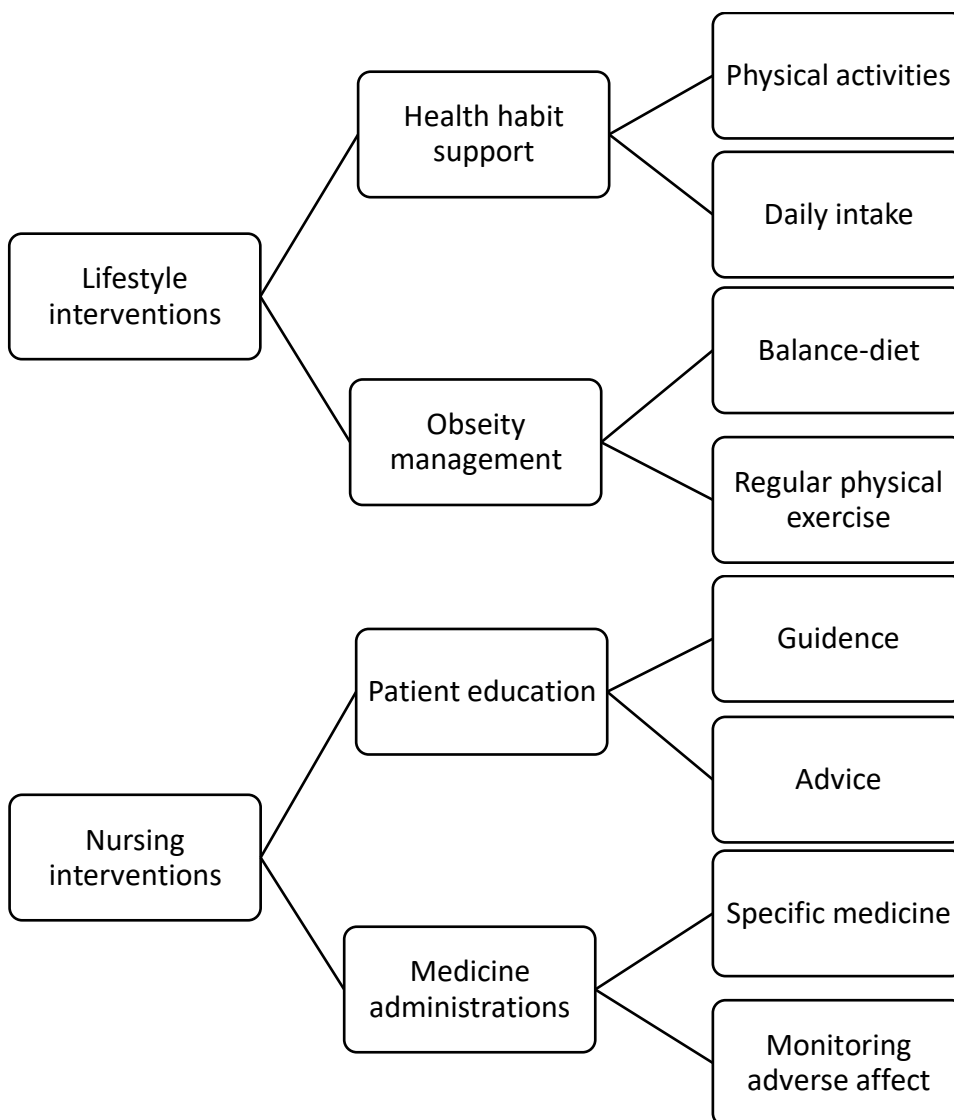 Lifestyle
interventions
Health habit
support
Physical activities
Daily intake
Obseity
management
Balance-diet
Regular physical
exercise
Nursing
interventions
Patient education
Guidence
Advice
Medicine
administrations
Specific medicine
Monitoring
adverse affect